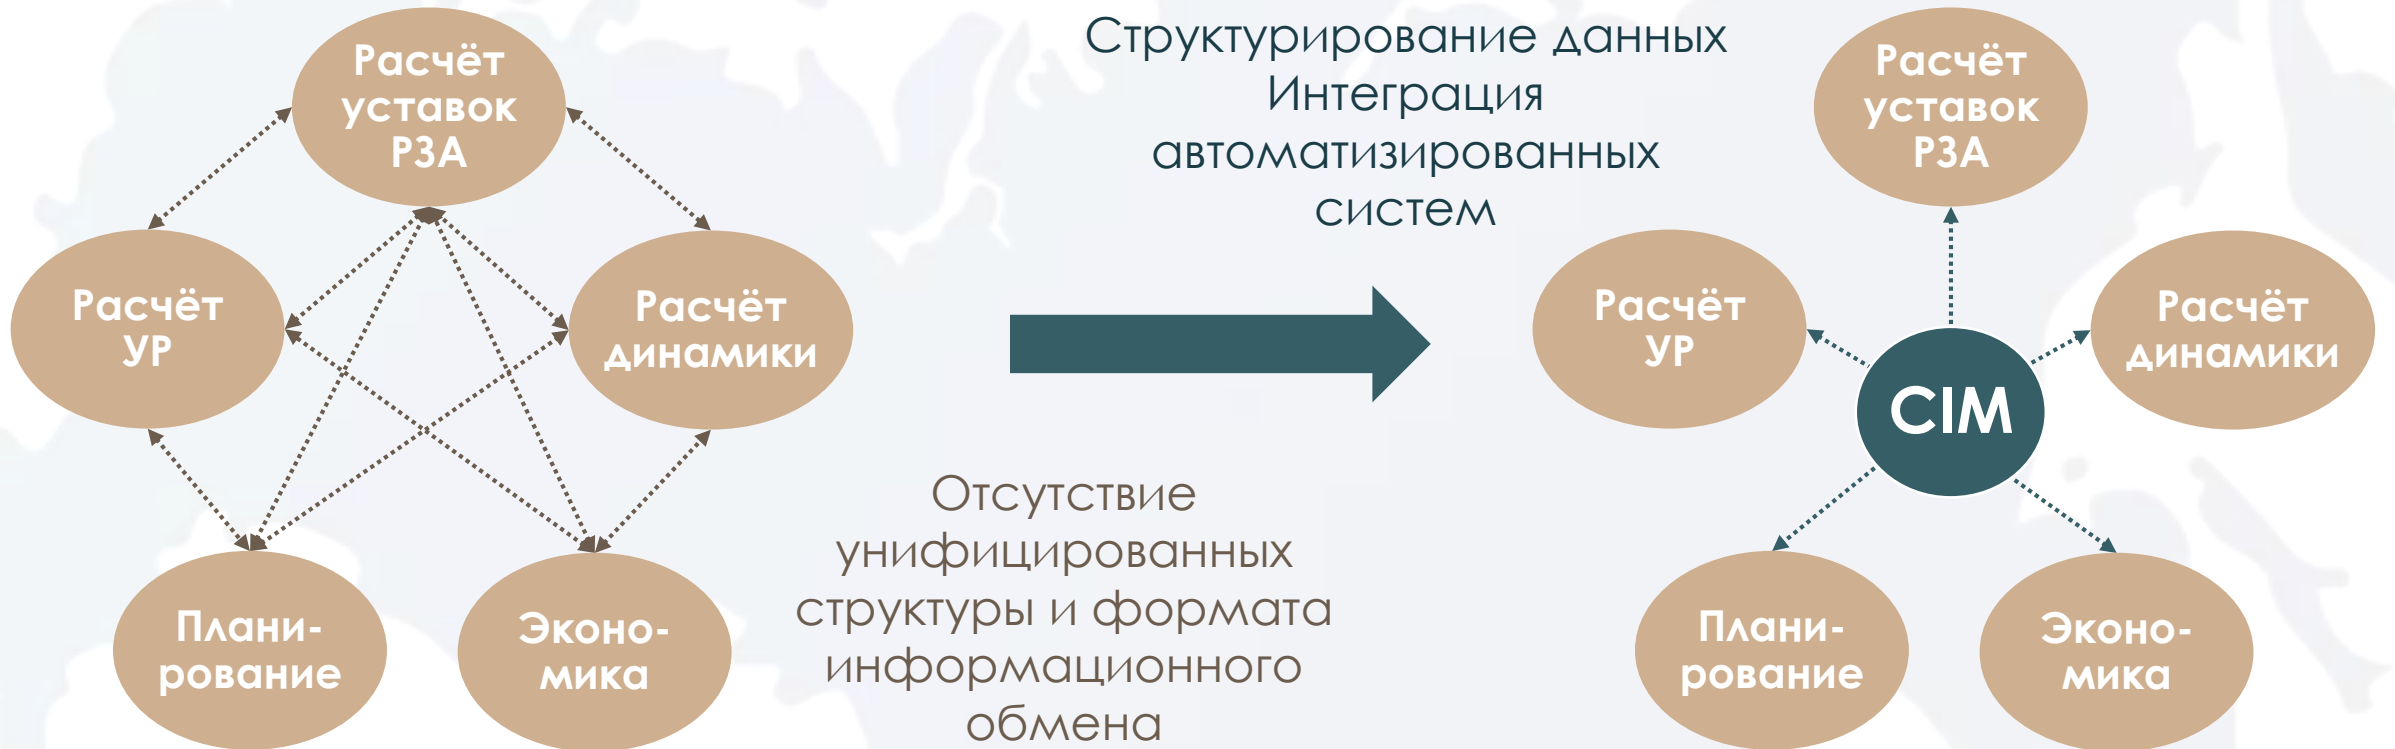 Расчёт
уставок
РЗА
Расчёт
УР
Расчёт
динамики
Плани-
рование
Эконо-
мика
Структурирование данных
Интеграция
автоматизированных
систем
Отсутствие
унифицированных
структуры и формата
информационного
обмена
Расчёт
уставок
РЗА
Расчёт
УР
Расчёт
динамики
CIM
Плани-
рование
Эконо-
мика